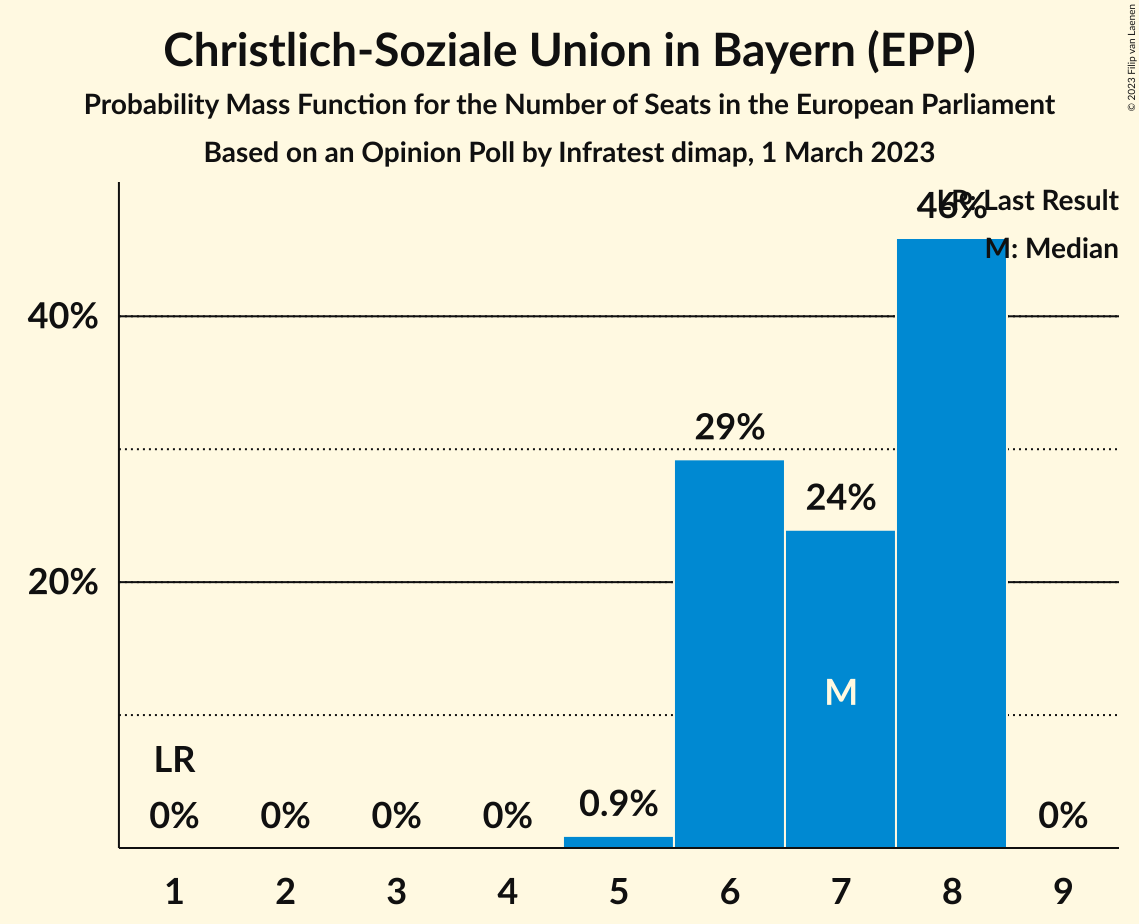 Christlich-Soziale Union in Bayern (EPP)
Probability Mass Function for the Number of Seats in the European Parliament
Based on an Opinion Poll by Infratest dimap, 1 March 2023
© 2023 Filip van Laenen
LR: Last Result
M: Median
46%
40%
29%
24%
20%
M
LR
0% 0% 0% 0% 0.9% 0%
1 2 3 4 5 6 7 8 9